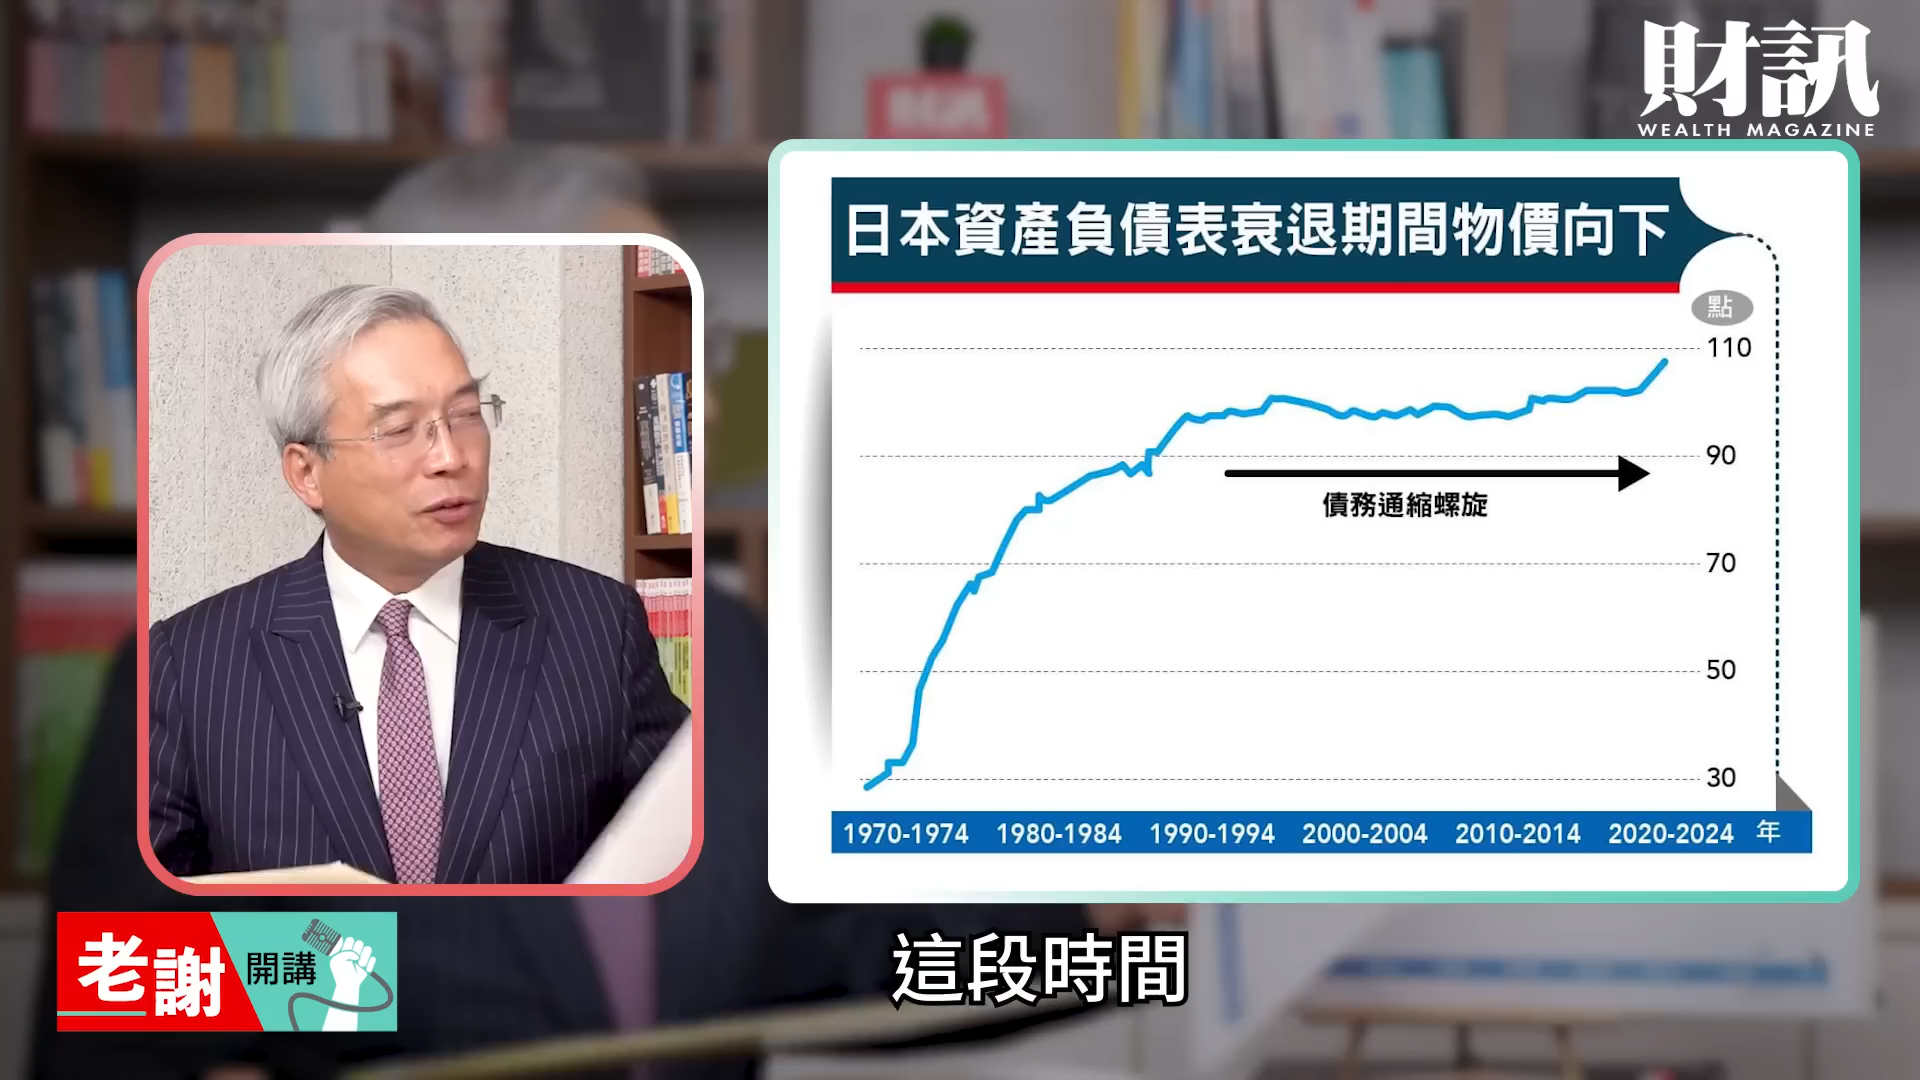 財訊
WEALTH MAGAZINE
日本資產負債表衰退期間物價向下
點
110
90
債務通縮螺旋
70
50
30
1970-1974 1980-1984 1990-1994 2000-2004 2010-2014 2020-2024 年
老謝 開講
這段時間